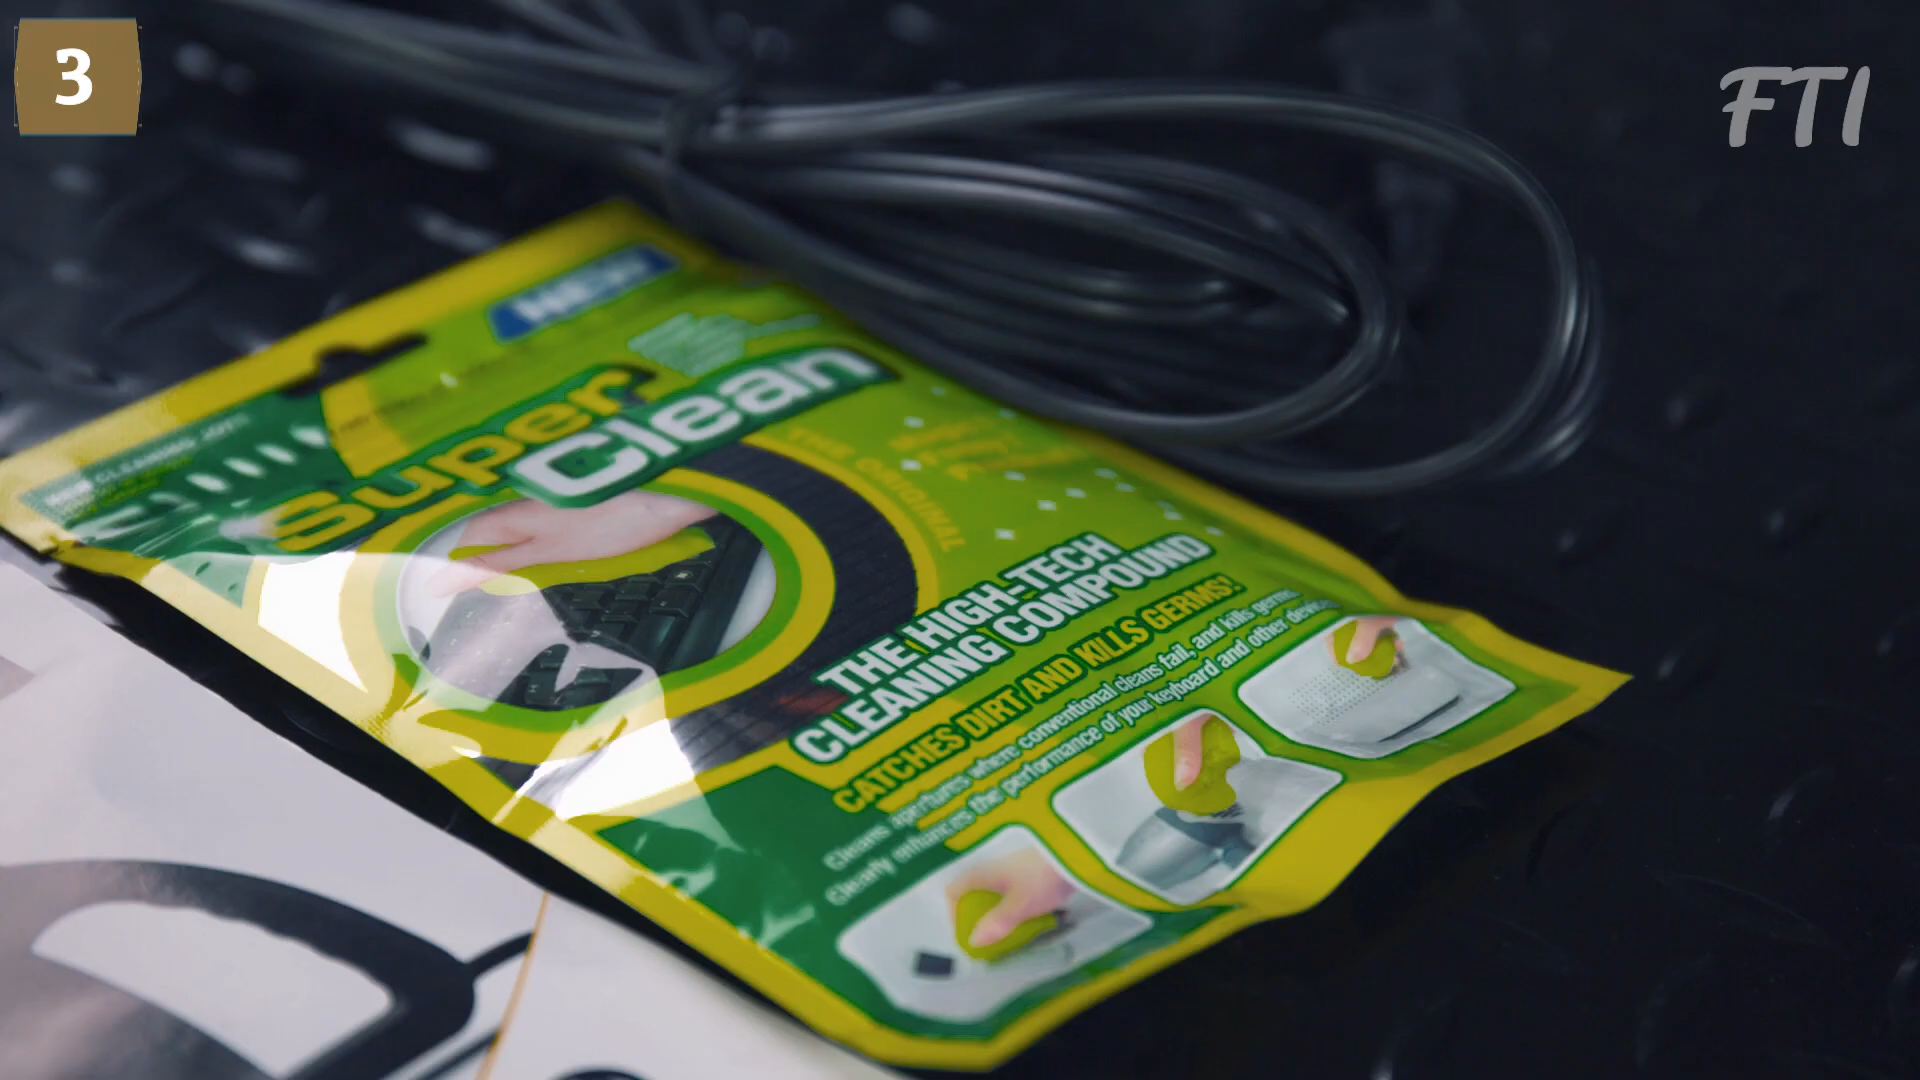 3
FTI
NEW
Super
Clean
THE ORIGINAL
THE HIGH-TECH
CLEANING COMPOUND
CATCHES DIRT AND KILLS GERMS!
Cleans apertures where conventional cleans fail, and kills germs
Clearly enhances the performance of your keyboard and other devices